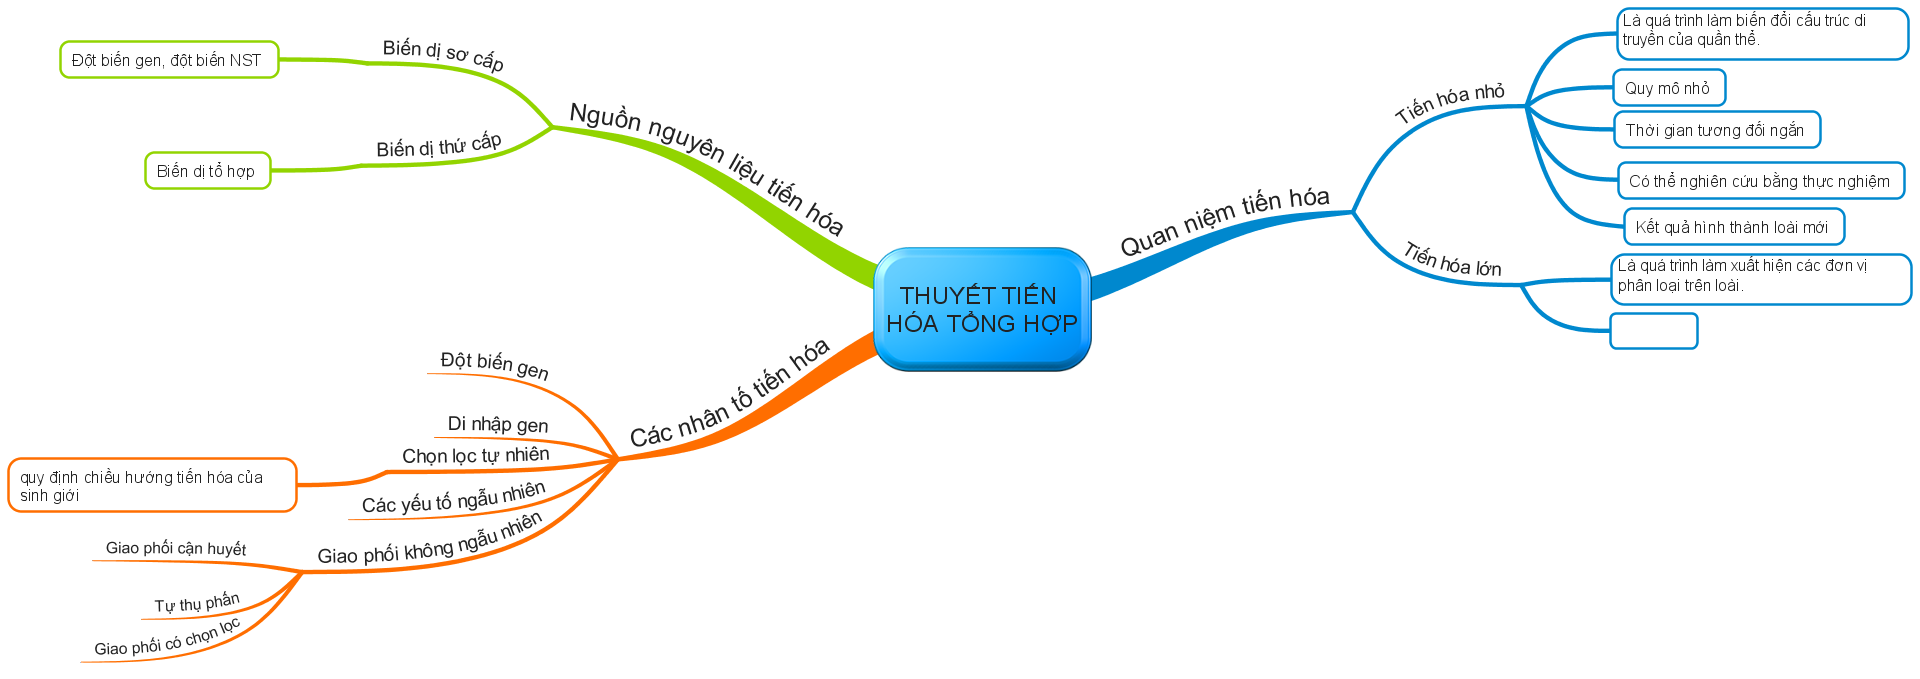 THUYẾT TIẾN
HÓA TỔNG HỢP
Nguồn nguyên liệu tiến hóa
Biến dị sơ cấp
Đột biến gen, đột biến NST
Biến dị thứ cấp
Biến dị tổ hợp
Quan niệm tiến hóa
Tiến hóa nhỏ
Là quá trình làm biến đổi cấu trúc di
truyền của quần thể.
Quy mô nhỏ
Thời gian tương đối ngắn
Có thể nghiên cứu bằng thực nghiệm
Kết quả hình thành loài mới
Tiến hóa lớn
Là quá trình làm xuất hiện các đơn vị
phân loại trên loài.
Các nhân tố tiến hóa
Đột biến gen
Di nhập gen
Chọn lọc tự nhiên
quy định chiều hướng tiến hóa của
sinh giới
Các yếu tố ngẫu nhiên
Giao phối không ngẫu nhiên
Giao phối cận huyết
Tự thụ phấn
Giao phối có chọn lọc